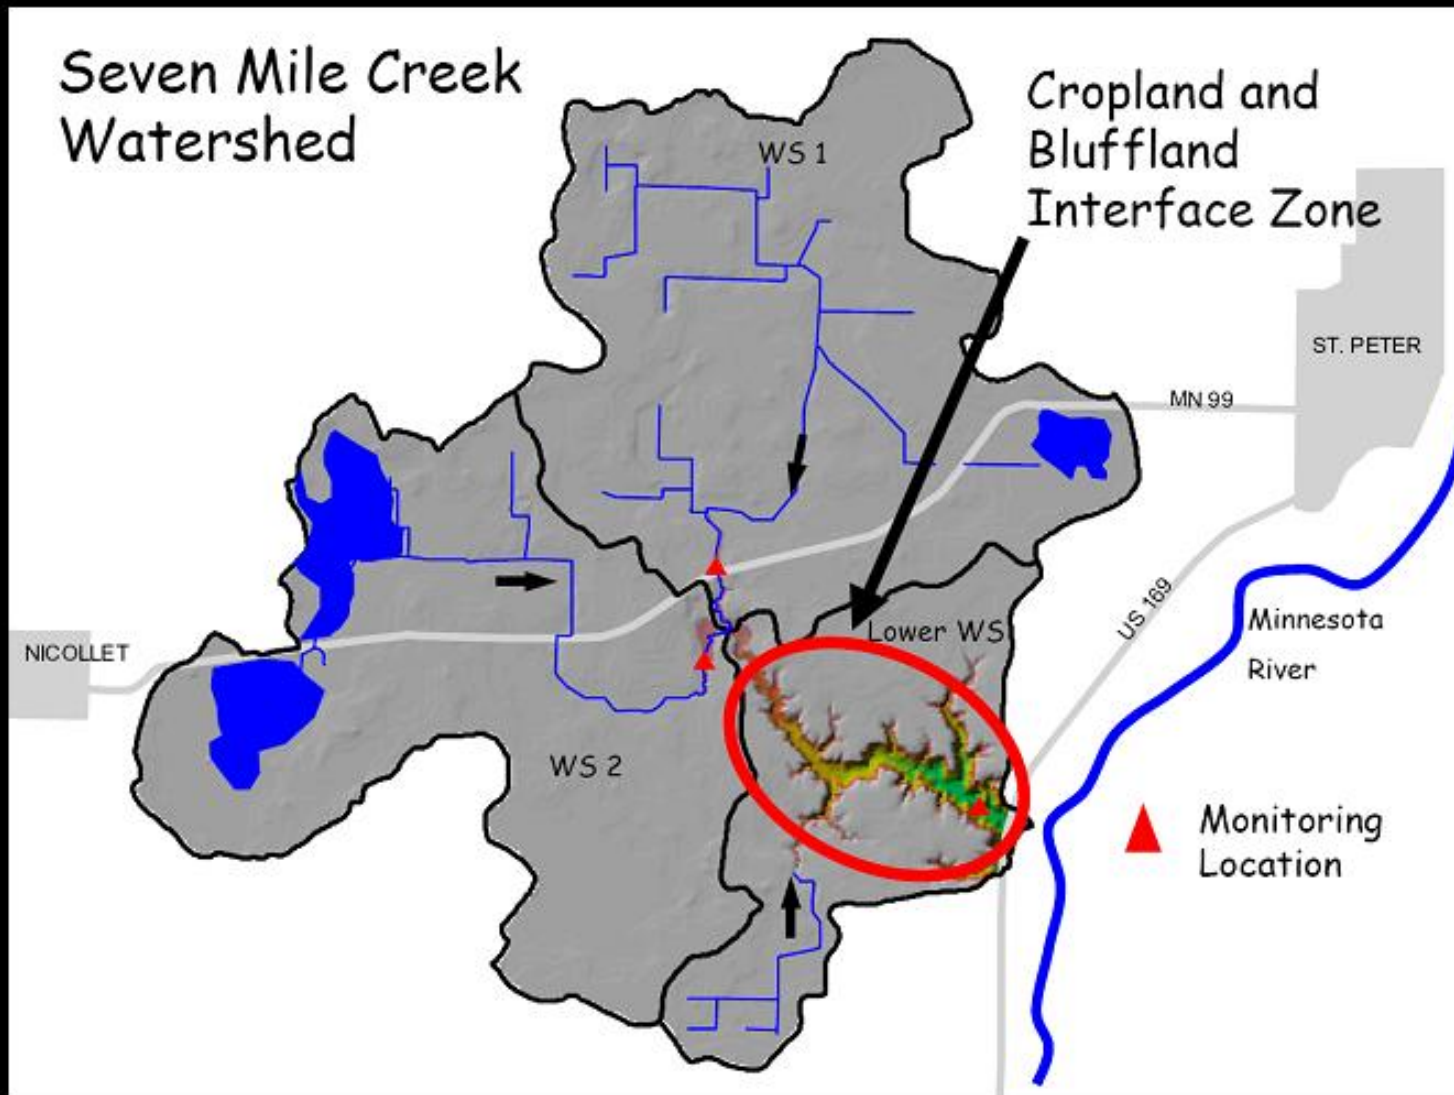 Seven Mile Creek
Watershed
Cropland and
Bluffland
Interface Zone
WS 1
ST. PETER
MN 99
US 169
Minnesota
River
Lower WS
NICOLLET
WS 2
Monitoring
Location